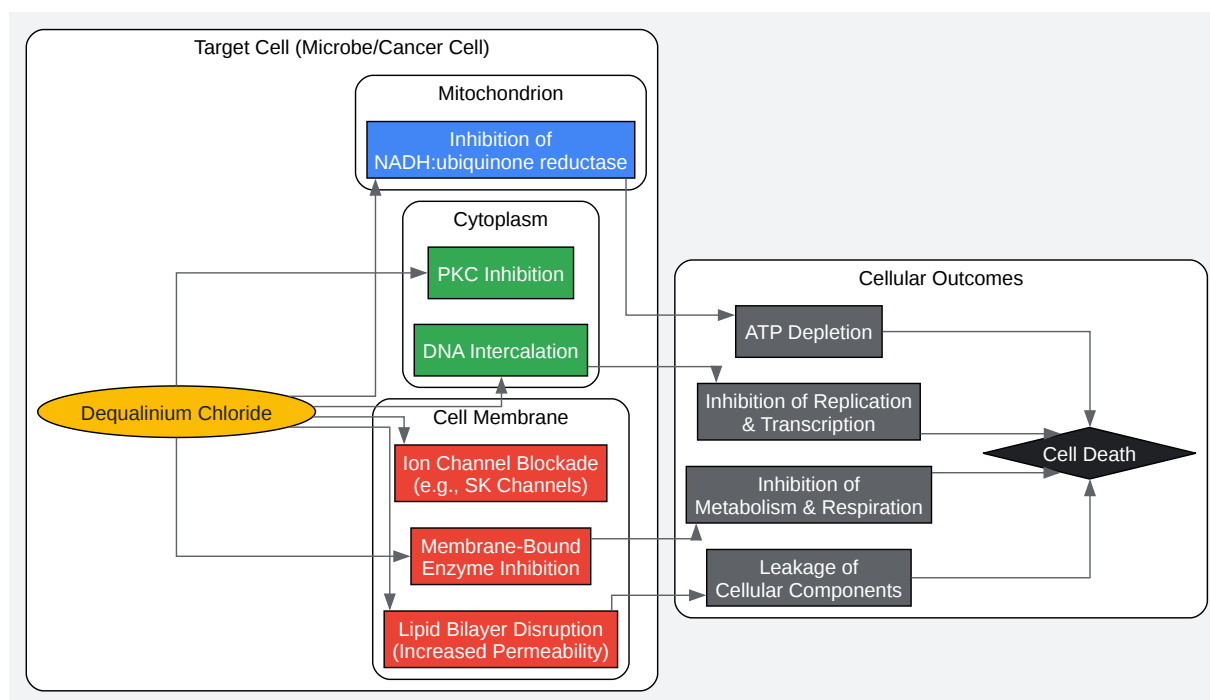 Target Cell (Microbe/Cancer Cell)
Mitochondrion
Inhibition of
NADH:ubiquinone reductase
Cytoplasm
PKC Inhibition
DNA Intercalation
Dequalinium Chloride
Cell Membrane
Ion Channel Blockade
(e.g., SK Channels)
Membrane-Bound
Enzyme Inhibition
Lipid Bilayer Disruption
(Increased Permeability)
Cellular Outcomes
ATP Depletion
Inhibition of Replication
& Transcription
Cell Death
Inhibition of
Metabolism & Respiration
Leakage of
Cellular Components